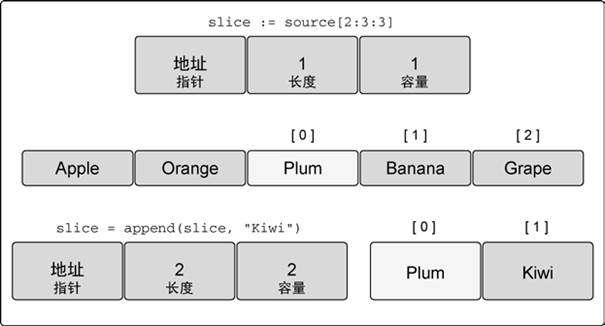 slice := source[2:3:3]
地址 1 1
指针 长度 容量
[0] [1] [2]
Apple Orange Plum Banana Grape
slice = append(slice, "Kiwi") [0] [1]
地址 2 2 Plum Kiwi
指针 长度 容量